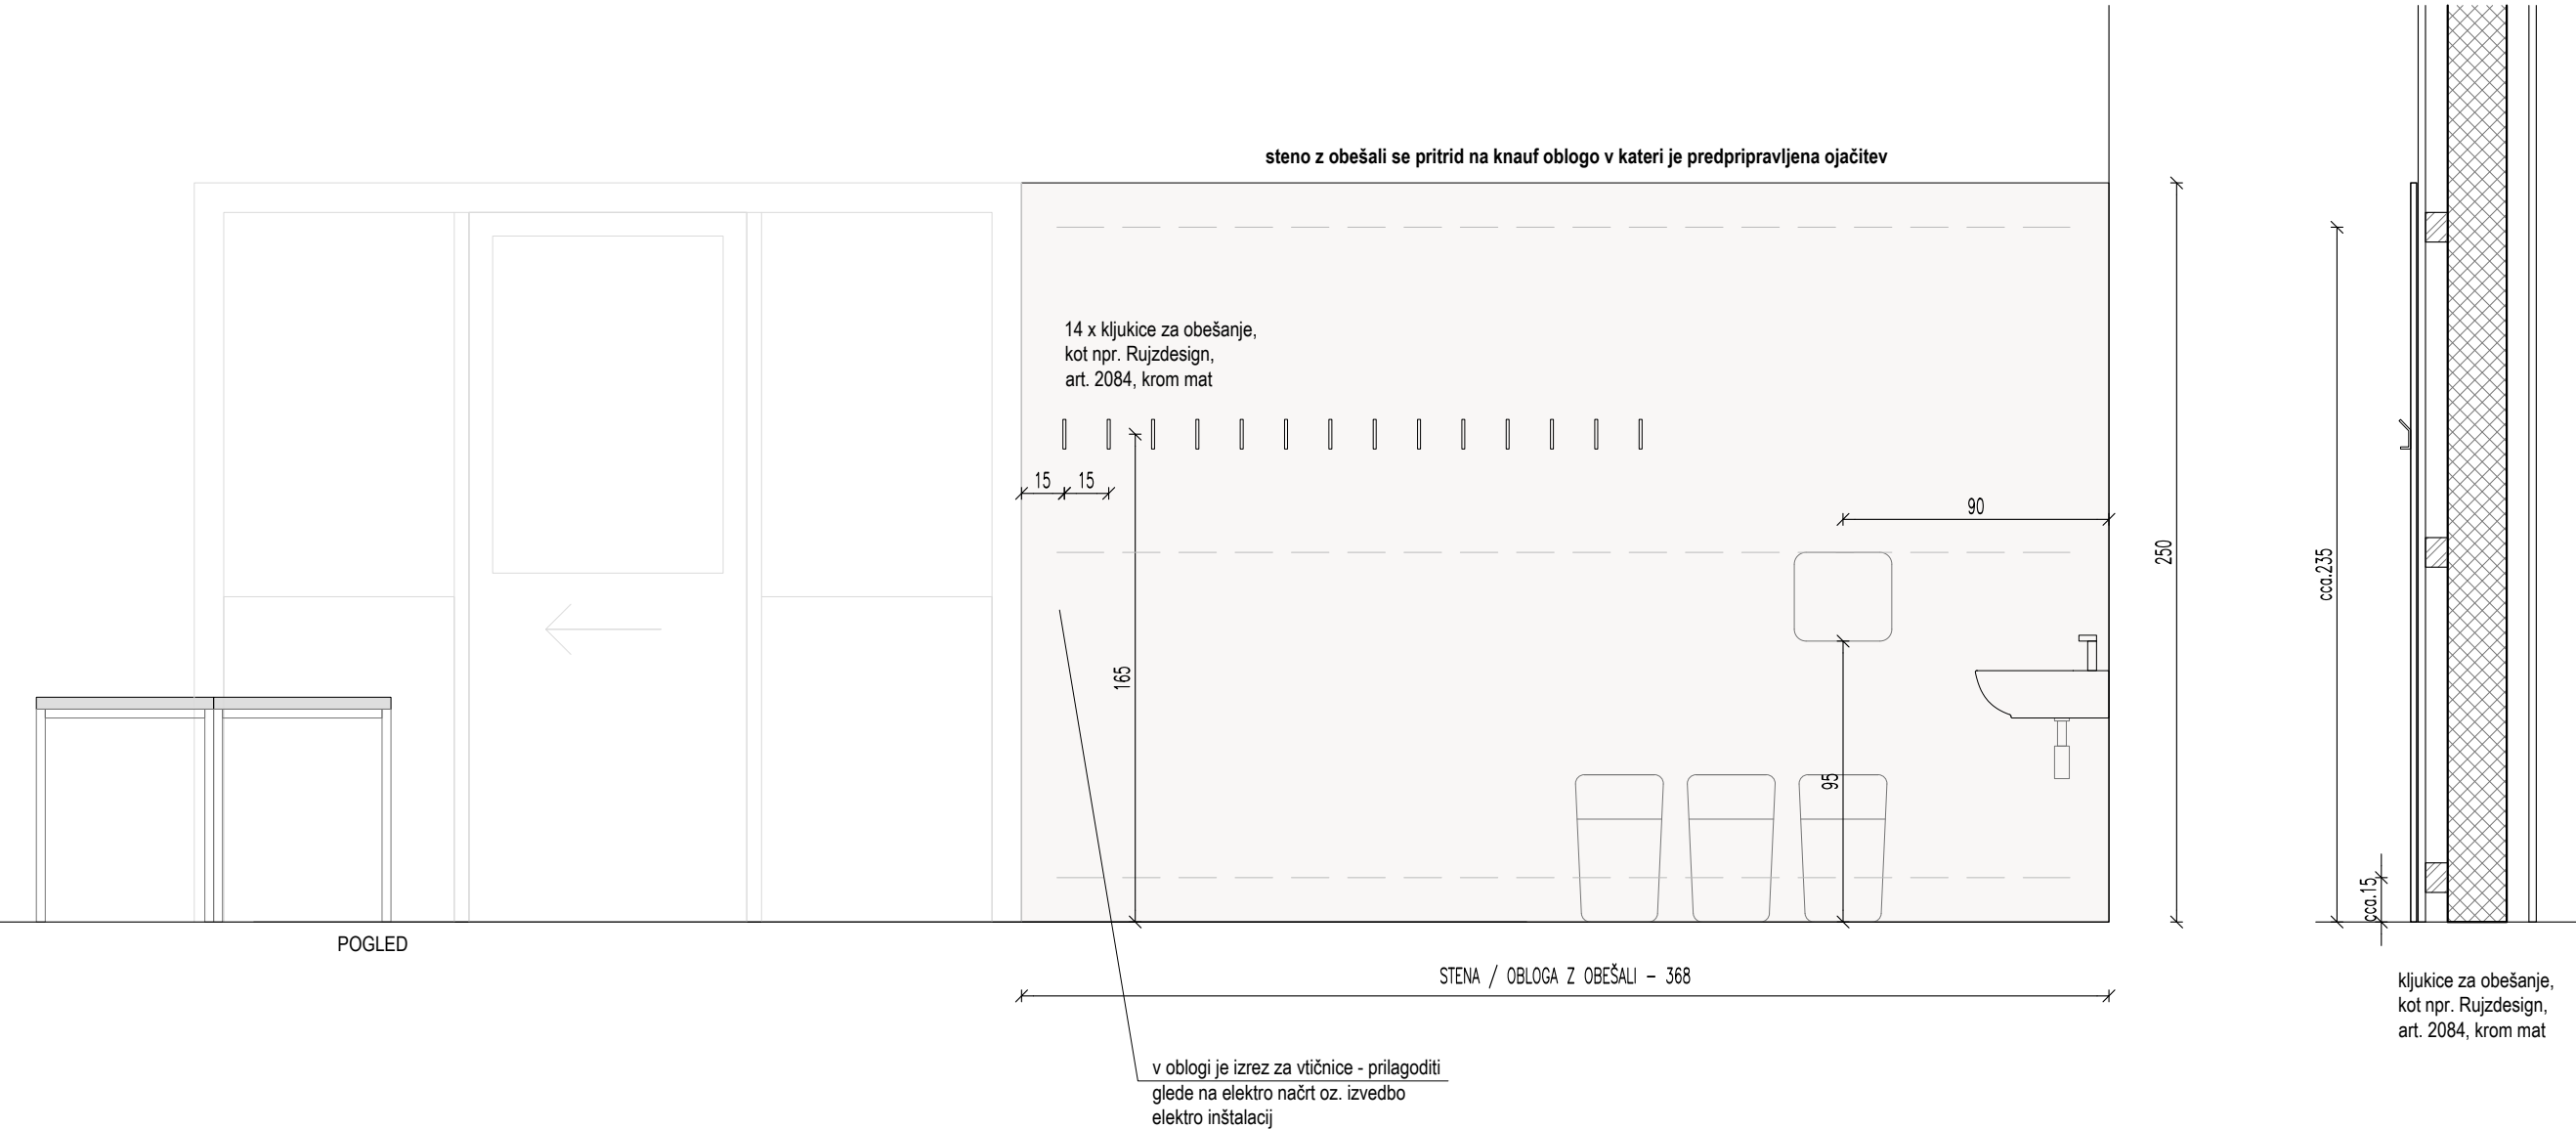 steno z obešali se pritrid na knauf oblogo v kateri je predpripravljena ojačitev
14 x kljukice za obešanje,
kot npr. Rujzdesign,
art. 2084, krom mat
15
15
90
250
cca.235
165
95
cca.15
POGLED
STENA / OBLOGA Z OBEŠALI – 368
kljukice za obešanje,
kot npr. Rujzdesign,
art. 2084, krom mat
v oblogi je izrez za vtičnice - prilagoditi
glede na elektro načrt oz. izvedbo
elektro inštalacij